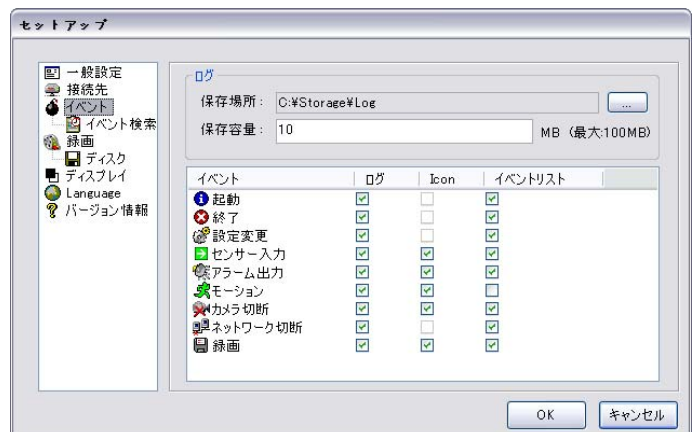 セットアップ
一般設定
接続先
イベント
イベント検索
録画
ディスク
ディスプレイ
Language
バージョン情報
ログ
保存場所： C:¥Storage¥Log ...
保存容量： 10 MB (最大:100MB)
イベント ログ Icon イベントリスト
起動
終了
設定変更
センサー入力
アラーム出力
モーション
カメラ切断
ネットワーク切断
録画
OK キャンセル